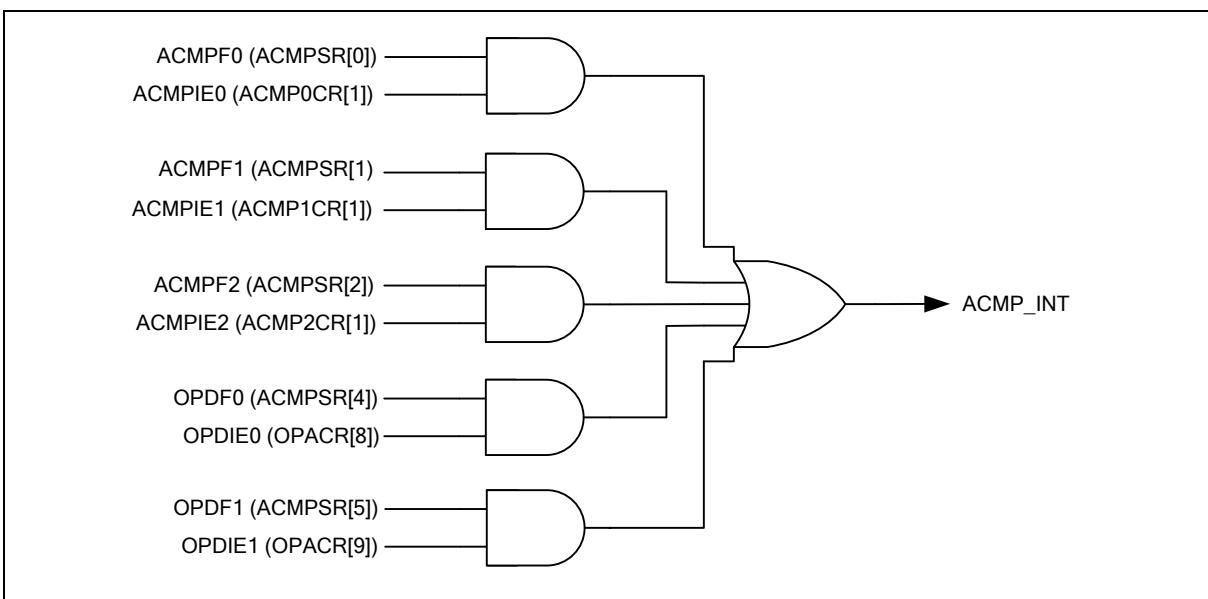 ACMPF0 (ACMPSR[0])
ACMPIE0 (ACMP0CR[1])
ACMPF1 (ACMPSR[1)
ACMPIE1 (ACMP1CR[1])
ACMPF2 (ACMPSR[2])
ACMPIE2 (ACMP2CR[1])
ACMP_INT
OPDF0 (ACMPSR[4])
OPDIE0 (OPACR[8])
OPDF1 (ACMPSR[5])
OPDIE1 (OPACR[9])